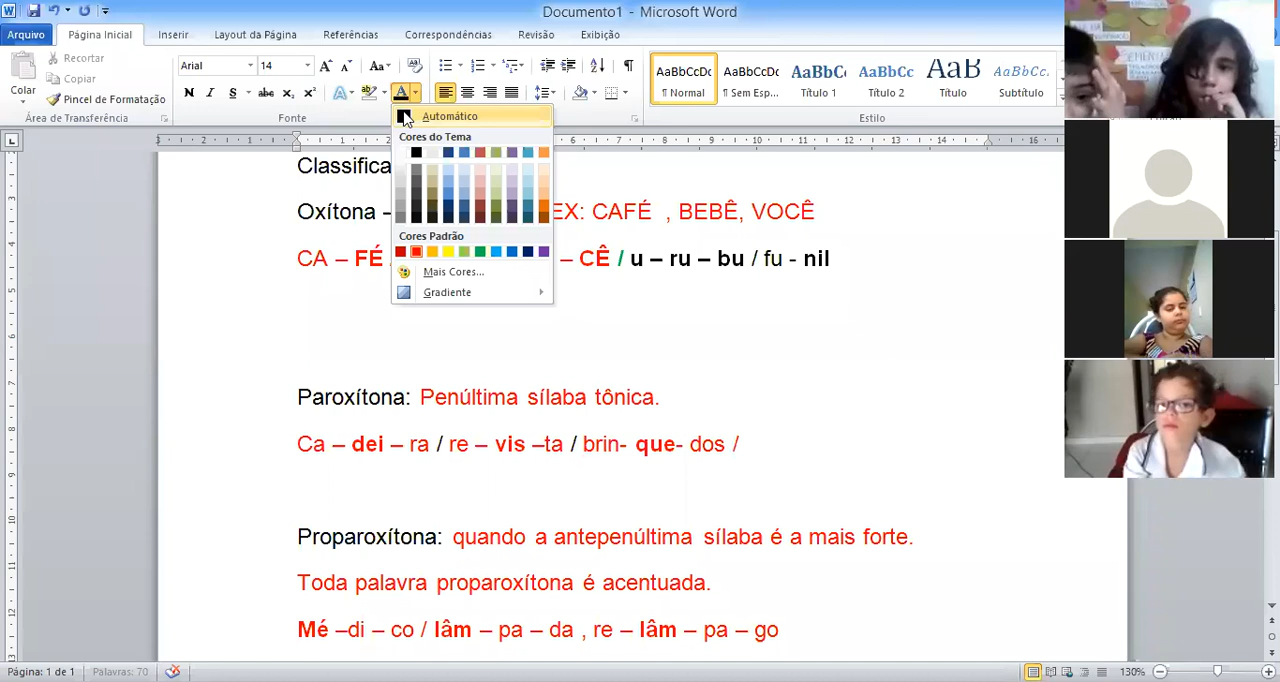 Documento1 - Microsoft Word
Arquivo Página Inicial Inserir Layout da Página Referências Correspondências Revisão Exibição
Colar
Recortar
Copiar
Pincel de Formatação
Área de Transferência
Arial 14
N I S abc x₂ x²
Fonte
AaBbCcDc AaBbCcDc AaBbC AaBbCc AaBbC AaBbCc
¶ Normal ¶ Sem Esp... Título 1 Título 2 Título Subtítulo
Estilo
Automático
Cores do Tema
Cores Padrão
Mais Cores...
Gradiente
Classifica
Oxítona – EX: CAFÉ , BEBÊ, VOCÊ
CA – FÉ – CÊ / u – ru – bu / fu - nil
Paroxítona: Penúltima sílaba tônica.
Ca – dei – ra / re – vis –ta / brin- que- dos /
Proparoxítona: quando a antepenúltima sílaba é a mais forte.
Toda palavra proparoxítona é acentuada.
Mé –di – co / lâm – pa – da , re – lâm – pa – go
Página: 1 de 1 Palavras: 70 130%